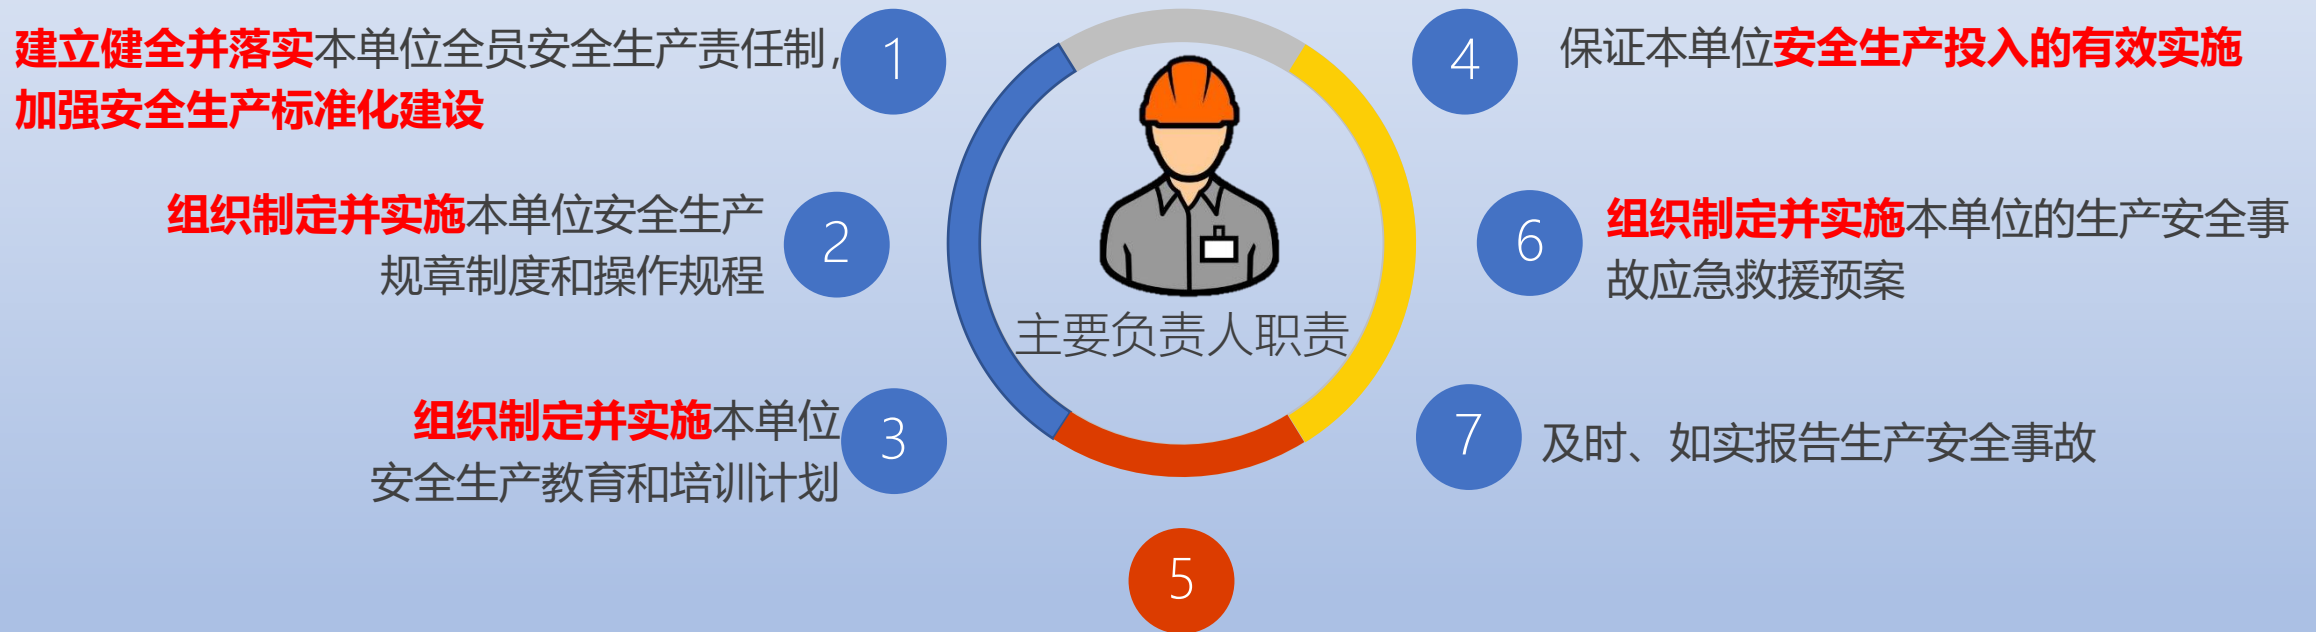 1
建立健全并落实本单位全员安全生产责任制，
加强安全生产标准化建设
2
组织制定并实施本单位安全生产
规章制度和操作规程
3
组织制定并实施本单位
安全生产教育和培训计划
主要负责人职责
4
保证本单位安全生产投入的有效实施
6
组织制定并实施本单位的生产安全事
故应急救援预案
7
及时、如实报告生产安全事故
5